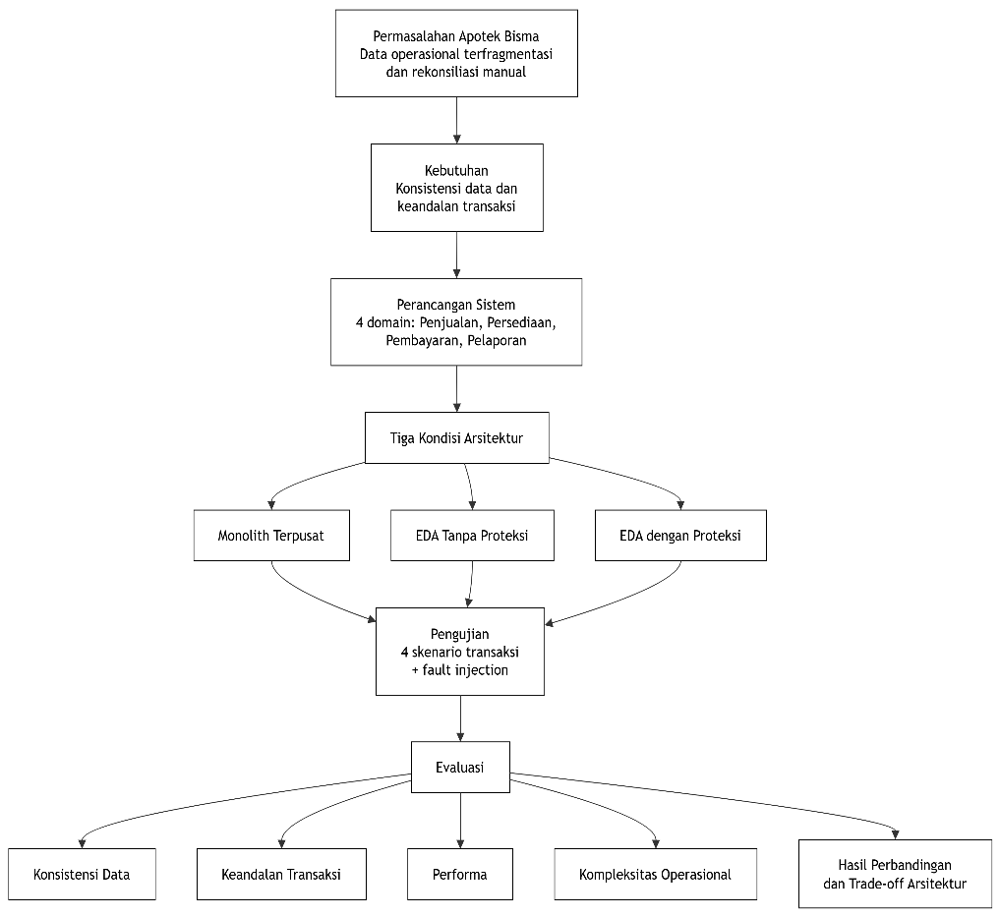 Permasalahan Apotek Bisma
Data operasional terfragmentasi
dan rekonsiliasi manual
Kebutuhan
Konsistensi data dan
keandalan transaksi
Perancangan Sistem
4 domain: Penjualan, Persediaan,
Pembayaran, Pelaporan
Tiga Kondisi Arsitektur
Monolith Terpusat
EDA Tanpa Proteksi
EDA dengan Proteksi
Pengujian
4 skenario transaksi
+ fault injection
Evaluasi
Konsistensi Data
Keandalan Transaksi
Performa
Kompleksitas Operasional
Hasil Perbandingan
dan Trade-off Arsitektur